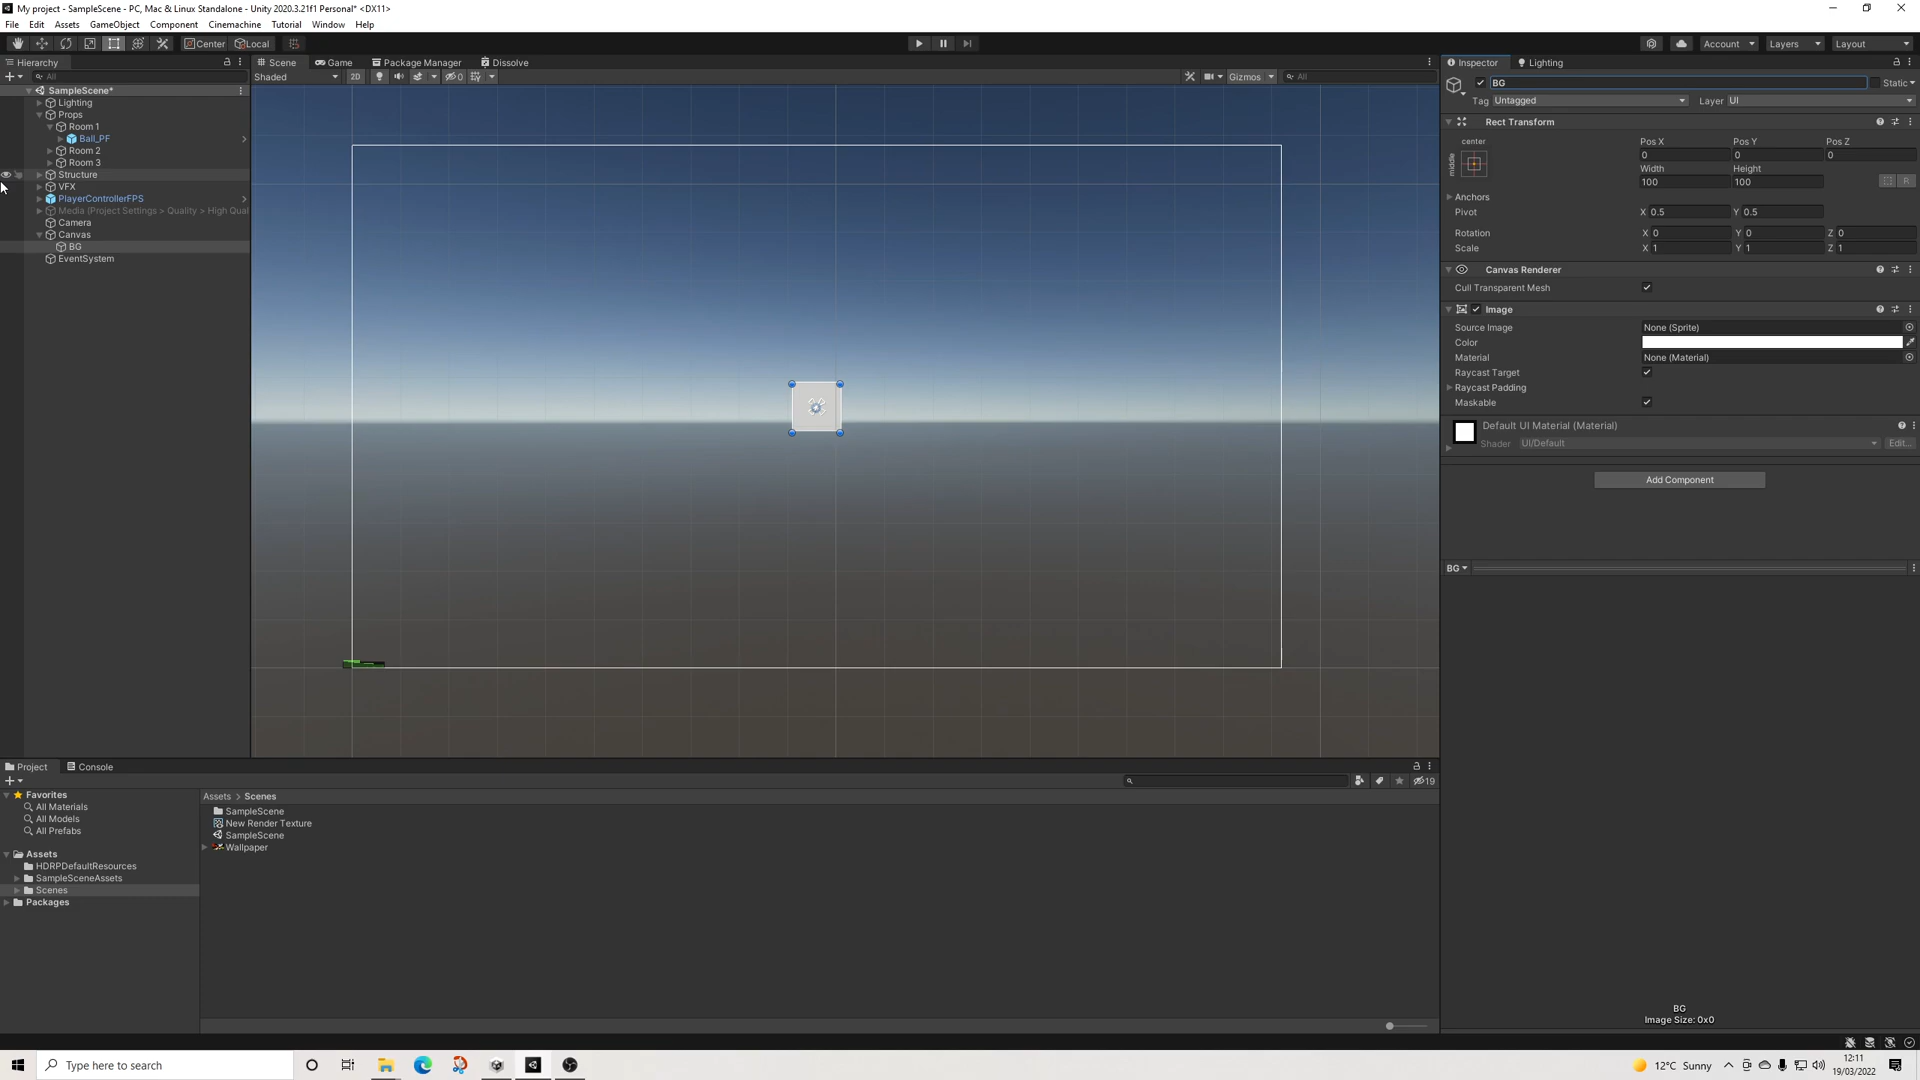 My project - SampleScene - PC, Mac & Linux Standalone - Unity 2020.3.21f1 Personal* <DX11>
File Edit Assets GameObject Component Cinemachine Tutorial Window Help
Center Local Account Layers Layout
Hierarchy
All
SampleScene*
Lighting
Props
Room 1
Ball_PF
Room 2
Room 3
Structure
VFX
PlayerControllerFPS
Media (Project Settings > Quality > High Qual
Camera
Canvas
BG
EventSystem
Scene Game Package Manager Dissolve
Shaded 2D 0 Gizmos All
Inspector Lighting
BG Static
Tag Untagged Layer UI
Rect Transform
center
middle
Pos X Pos Y Pos Z
0 0 0
Width Height
100 100
R
Anchors
Pivot X 0.5 Y 0.5
Rotation X 0 Y 0 Z 0
Scale X 1 Y 1 Z 1
Canvas Renderer
Cull Transparent Mesh
Image
Source Image None (Sprite)
Color
Material None (Material)
Raycast Target
Raycast Padding
Maskable
Default UI Material (Material)
Shader UI/Default Edit...
Add Component
BG
BG
Image Size: 0x0
Project Console
19
Favorites
All Materials
All Models
All Prefabs
Assets
HDRPDefaultResources
SampleSceneAssets
Scenes
Packages
Assets > Scenes
SampleScene
New Render Texture
SampleScene
Wallpaper
Type here to search
12°C Sunny
12:11
19/03/2022